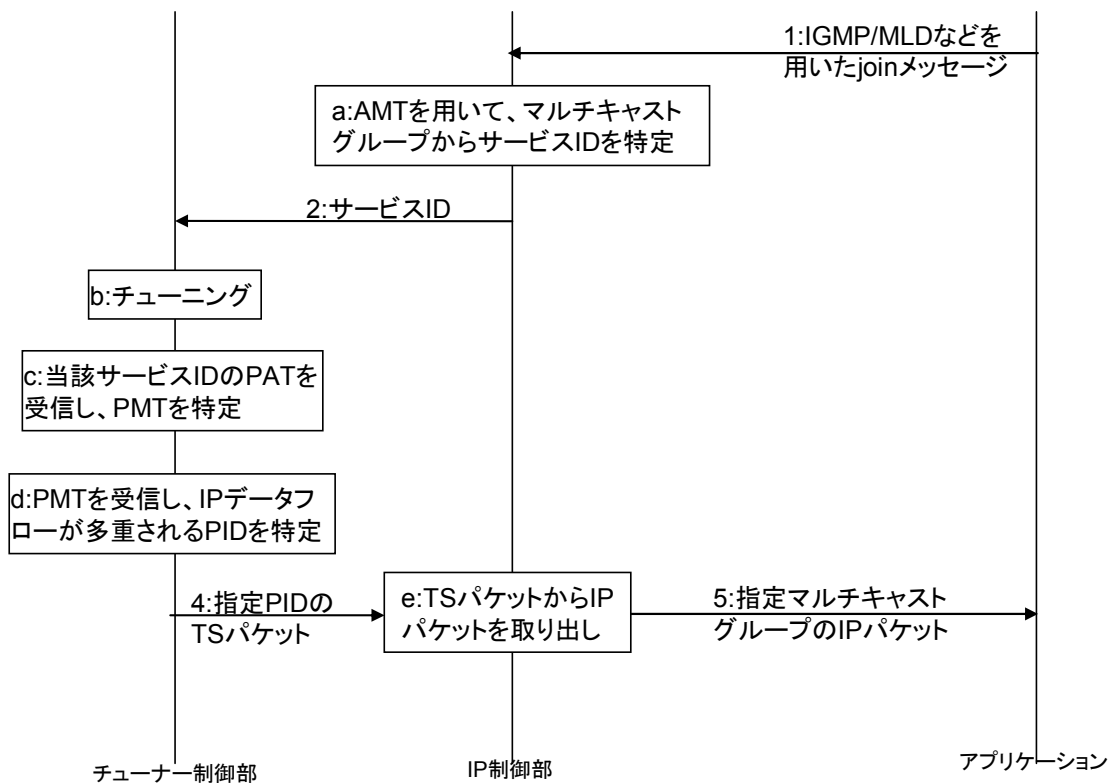 1:IGMP/MLDなどを
用いたjoinメッセージ
a:AMTを用いて、マルチキャスト
グループからサービスIDを特定
2:サービスID
b:チューニング
c:当該サービスIDのPATを
受信し、PMTを特定
d:PMTを受信し、IPデータフ
ローが多重されるPIDを特定
4:指定PIDの
TSパケット
e:TSパケットからIP
パケットを取り出し
5:指定マルチキャスト
グループのIPパケット
チューナー制御部
IP制御部
アプリケーション